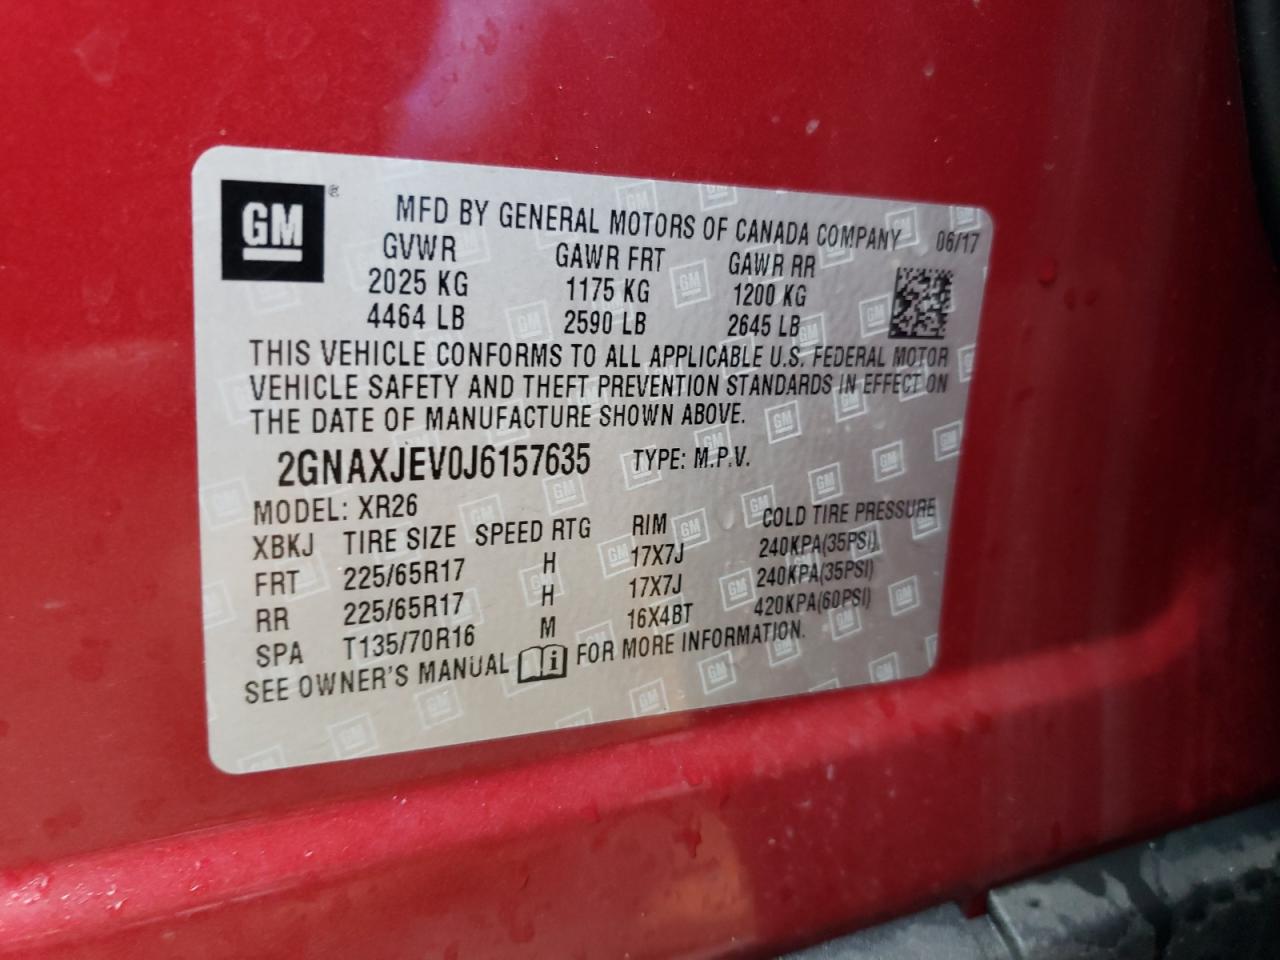 GM ®
MFD BY GENERAL MOTORS OF CANADA COMPANY 06/17
GVWR GAWR FRT GAWR RR
2025 KG 1175 KG 1200 KG
4464 LB 2590 LB 2645 LB
THIS VEHICLE CONFORMS TO ALL APPLICABLE U.S. FEDERAL MOTOR
VEHICLE SAFETY AND THEFT PREVENTION STANDARDS IN EFFECT ON
THE DATE OF MANUFACTURE SHOWN ABOVE.
2GNAXJEV0J6157635 TYPE: M.P.V.
MODEL: XR26
XBKJ TIRE SIZE SPEED RTG RIM COLD TIRE PRESSURE
FRT 225/65R17 H 17X7J 240KPA(35PSI)
RR 225/65R17 H 17X7J 240KPA(35PSI)
SPA T135/70R16 M 16X4BT 420KPA(60PSI)
SEE OWNER'S MANUAL FOR MORE INFORMATION.